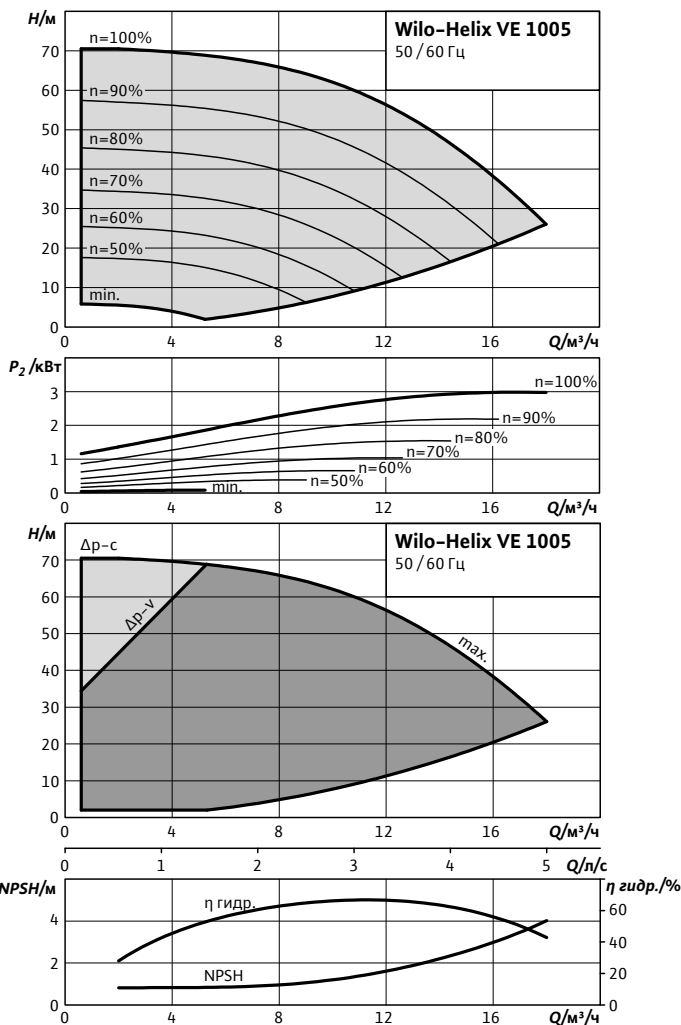 H/м
Wilo-Helix VE 1005
50/60 Гц
n=100%
n=90%
n=80%
n=70%
n=60%
n=50%
min.
70
60
50
40
30
20
10
0
0 4 8 12 16 Q/м³/ч
P₂/кВт
n=100%
n=90%
n=80%
n=70%
n=60%
n=50%
min.
3
2
1
0
0 4 8 12 16 Q/м³/ч
H/м
Δp-c
Wilo-Helix VE 1005
50/60 Гц
Δp-v
max.
70
60
50
40
30
20
10
0
0 4 8 12 16 Q/м³/ч
0 1 2 3 4 5 Q/л/с
NPSH/м
η гидр./%
η гидр.
NPSH
4
2
0
60
40
20
0
0 4 8 12 16 Q/м³/ч